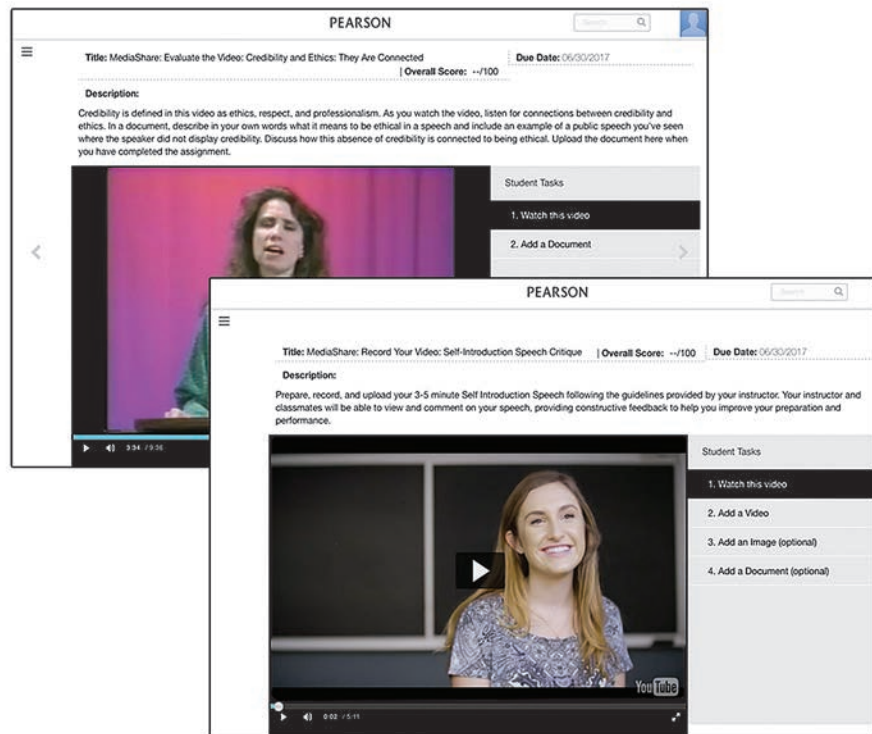 PEARSON
Search
Title: MediaShare: Evaluate the Video: Credibility and Ethics: They Are Connected
| Overall Score: --/100
Due Date: 06/30/2017
Description:
Credibility is defined in this video as ethics, respect, and professionalism. As you watch the video, listen for connections between credibility and
ethics. In a document, describe in your own words what it means to be ethical in a speech and include an example of a public speech you've seen
where the speaker did not display credibility. Discuss how this absence of credibility is connected to being ethical. Upload the document here when
you have completed the assignment.
Student Tasks
1. Watch this video
2. Add a Document
3:34 / 9:36
PEARSON
Search
Title: MediaShare: Record Your Video: Self-Introduction Speech Critique | Overall Score: --/100 Due Date: 06/30/2017
Description:
Prepare, record, and upload your 3-5 minute Self Introduction Speech following the guidelines provided by your instructor. Your instructor and
classmates will be able to view and comment on your speech, providing constructive feedback to help you improve your preparation and
performance.
Student Tasks
1. Watch this video
2. Add a Video
3. Add an Image (optional)
4. Add a Document (optional)
YouTube
0:02 / 5:11